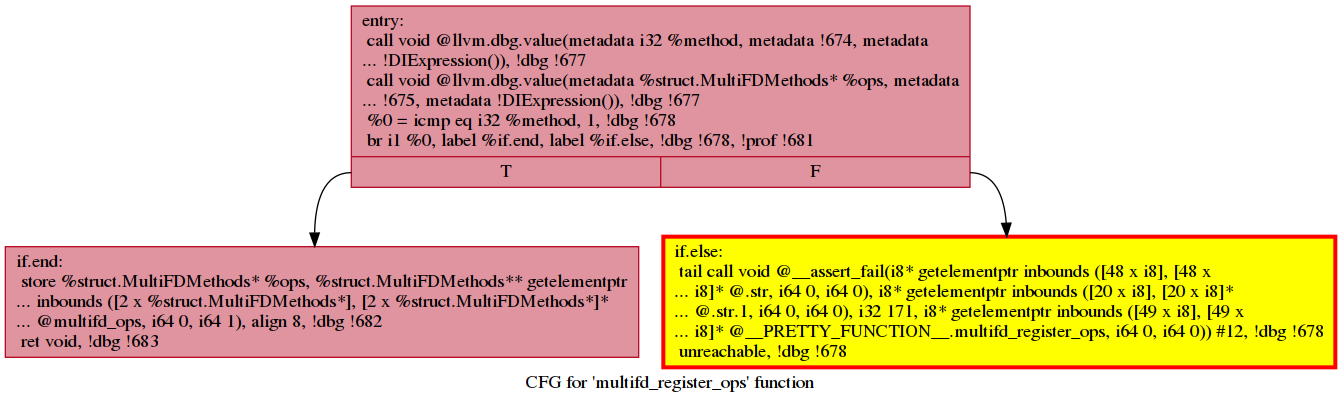 entry:
call void @llvm.dbg.value(metadata i32 %method, metadata !674, metadata
... !DIExpression()), !dbg !677
call void @llvm.dbg.value(metadata %struct.MultiFDMethods* %ops, metadata
... !675, metadata !DIExpression()), !dbg !677
%0 = icmp eq i32 %method, 1, !dbg !678
br i1 %0, label %if.end, label %if.else, !dbg !678, !prof !681
T
F
if.end:
store %struct.MultiFDMethods* %ops, %struct.MultiFDMethods** getelementptr
... inbounds ([2 x %struct.MultiFDMethods*], [2 x %struct.MultiFDMethods*]*
... @multifd_ops, i64 0, i64 1), align 8, !dbg !682
ret void, !dbg !683
if.else:
tail call void @__assert_fail(i8* getelementptr inbounds ([48 x i8], [48 x
... i8]* @.str, i64 0, i64 0), i8* getelementptr inbounds ([20 x i8], [20 x i8]*
... @.str.1, i64 0, i64 0), i32 171, i8* getelementptr inbounds ([49 x i8], [49 x
... i8]* @__PRETTY_FUNCTION__.multifd_register_ops, i64 0, i64 0)) #12, !dbg !678
unreachable, !dbg !678
CFG for 'multifd_register_ops' function